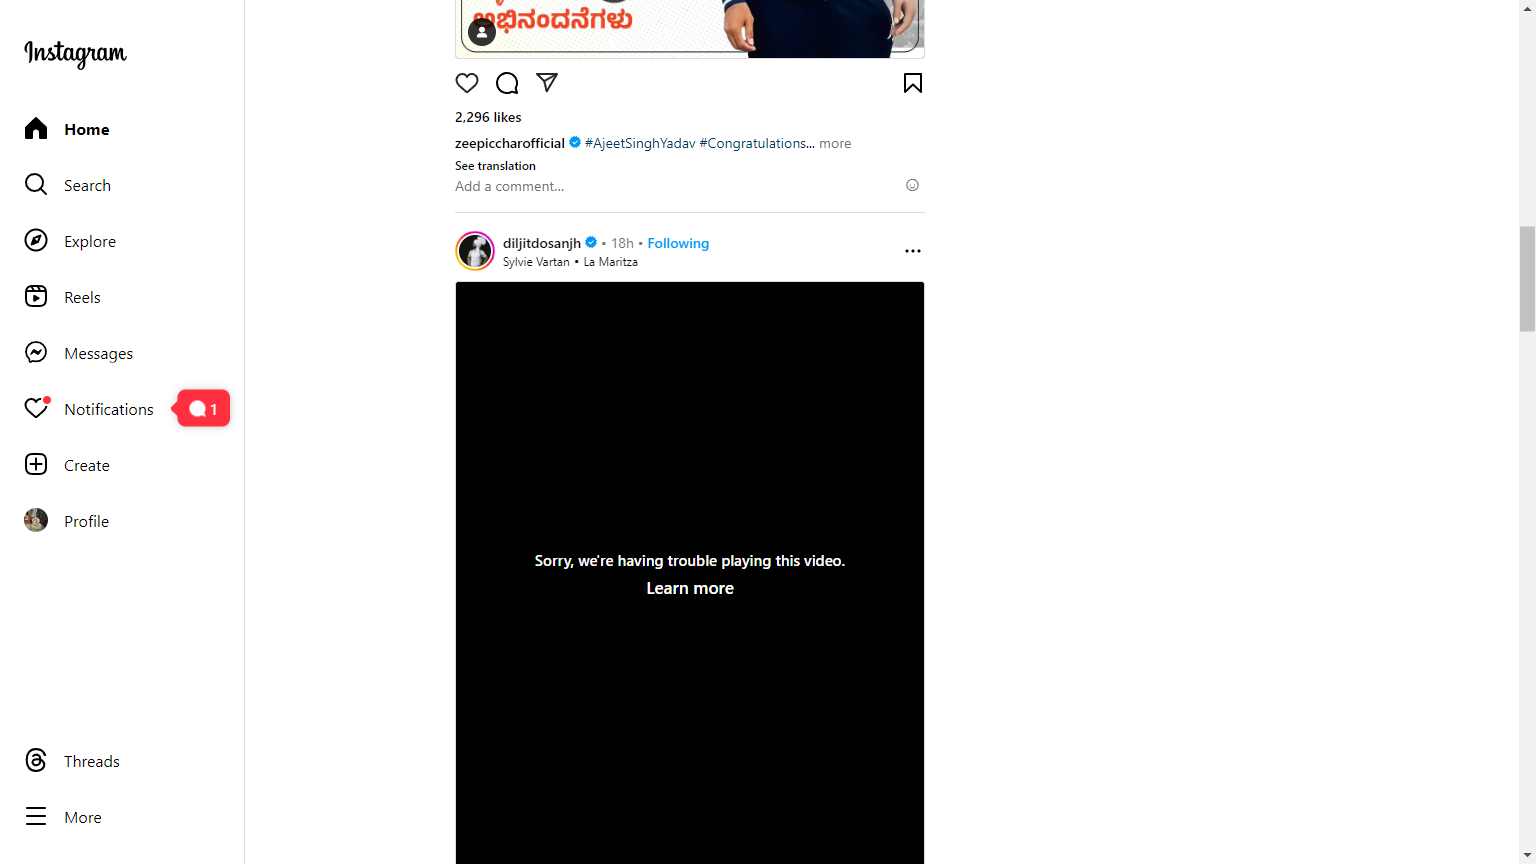 Instagram
Home
Search
Explore
Reels
Messages
Notifications
1
Create
Profile
Threads
More
ಅಭಿನಂದನೆಗಳು
2,296 likes
zeepiccharofficial #AjeetSinghYadav #Congratulations... more
See translation
Add a comment...
diljitdosanjh • 18h • Following
Sylvie Vartan • La Maritza
Sorry, we're having trouble playing this video.
Learn more